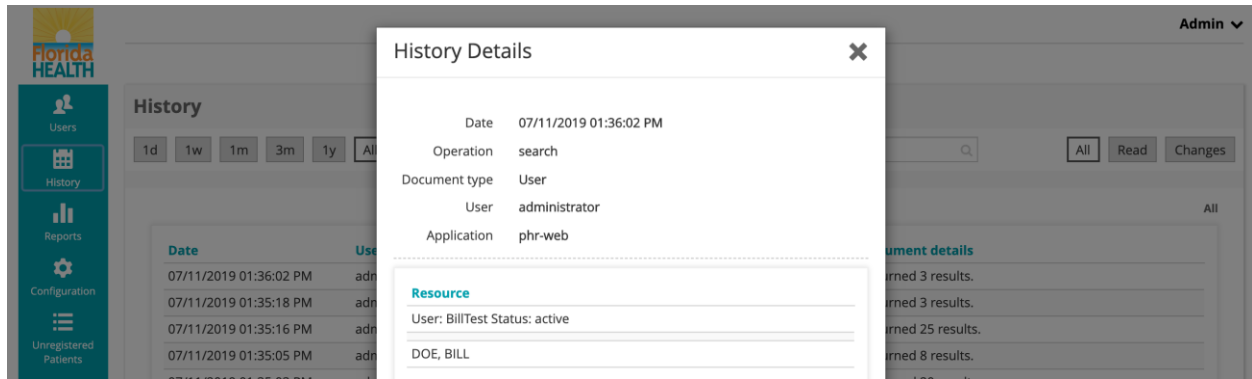 Admin
Florida
HEALTH
History Details
Users
History
1d 1w 1m 3m 1y All
All Read Changes
Date 07/11/2019 01:36:02 PM
Operation search
Document type User
User administrator
Application phr-web
History
Reports
All
Date
07/11/2019 01:36:02 PM
returned 3 results.
07/11/2019 01:35:18 PM
3 results.
07/11/2019 01:35:16 PM
25 results.
07/11/2019 01:35:05 PM
8 results.
Configuration
Unregistered
Patients
Resource
User: BillTest Status: active
DOE, BILL